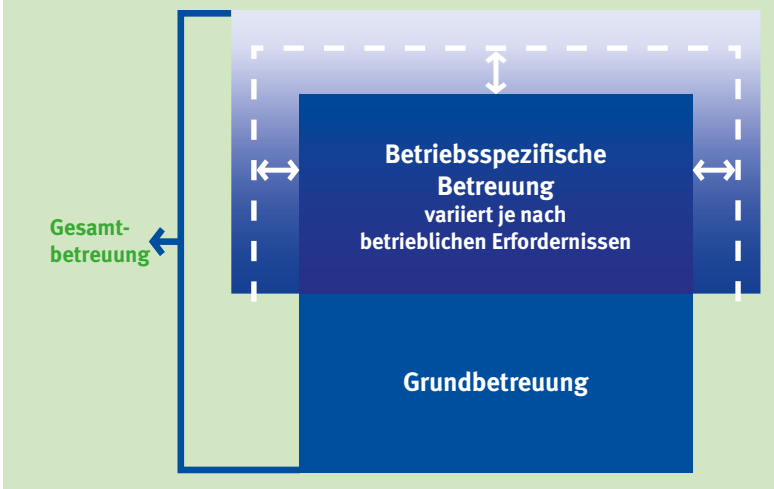 Betriebsspezifische
Betreuung
variiert je nach
betrieblichen Erfordernissen
Gesamt-
betreuung
Grundbetreuung